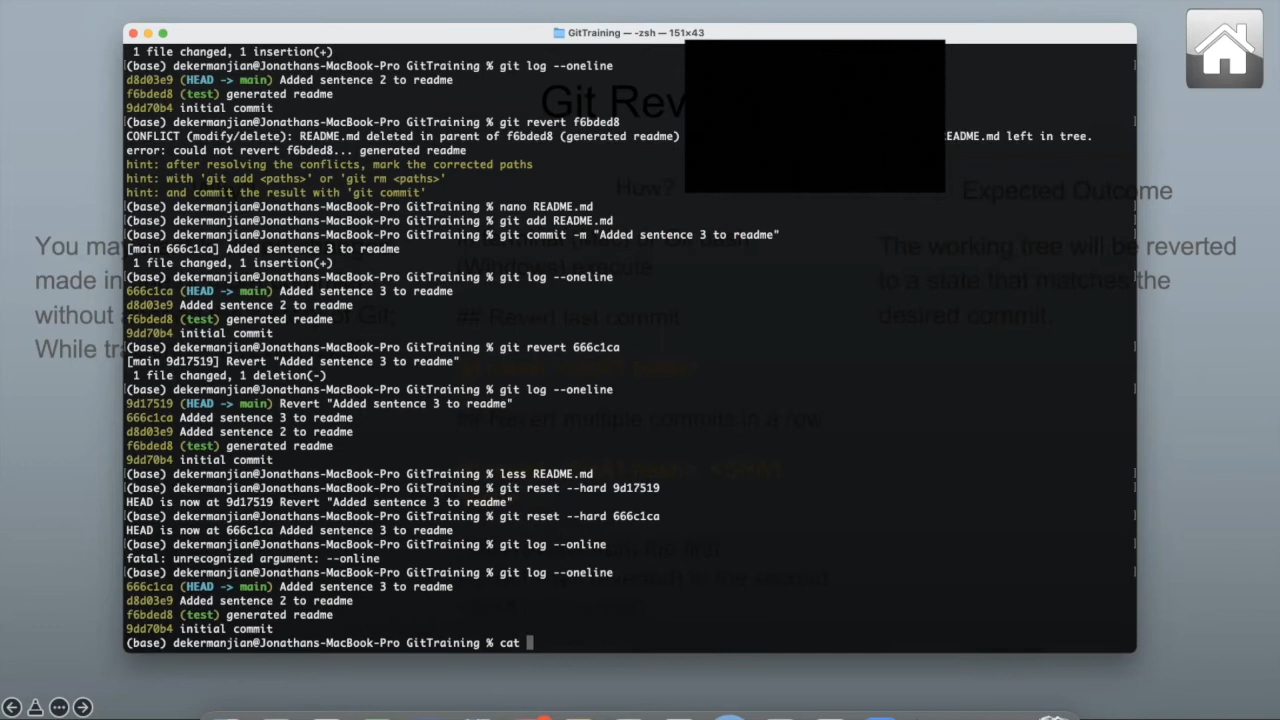 GitTraining — -zsh — 151×43
1 file changed, 1 insertion(+)
(base) dekermanjian@Jonathans-MacBook-Pro GitTraining % git log --oneline
d8d03e9 (HEAD -> main) Added sentence 2 to readme
f6bded8 (test) generated readme
9dd70b4 initial commit
(base) dekermanjian@Jonathans-MacBook-Pro GitTraining % git revert f6bded8
CONFLICT (modify/delete): README.md deleted in parent of f6bded8 (generated readme) EADME.md left in tree.
error: could not revert f6bded8... generated readme
hint: after resolving the conflicts, mark the corrected paths
hint: with 'git add <paths>' or 'git rm <paths>'
hint: and commit the result with 'git commit'
(base) dekermanjian@Jonathans-MacBook-Pro GitTraining % nano README.md
(base) dekermanjian@Jonathans-MacBook-Pro GitTraining % git add README.md
(base) dekermanjian@Jonathans-MacBook-Pro GitTraining % git commit -m "Added sentence 3 to readme"
[main 666c1ca] Added sentence 3 to readme
1 file changed, 1 insertion(+)
(base) dekermanjian@Jonathans-MacBook-Pro GitTraining % git log --oneline
666c1ca (HEAD -> main) Added sentence 3 to readme
d8d03e9 Added sentence 2 to readme
f6bded8 (test) generated readme
9dd70b4 initial commit
(base) dekermanjian@Jonathans-MacBook-Pro GitTraining % git revert 666c1ca
[main 9d17519] Revert "Added sentence 3 to readme"
1 file changed, 1 deletion(-)
(base) dekermanjian@Jonathans-MacBook-Pro GitTraining % git log --oneline
9d17519 (HEAD -> main) Revert "Added sentence 3 to readme"
666c1ca Added sentence 3 to readme
d8d03e9 Added sentence 2 to readme
f6bded8 (test) generated readme
9dd70b4 initial commit
(base) dekermanjian@Jonathans-MacBook-Pro GitTraining % less README.md
(base) dekermanjian@Jonathans-MacBook-Pro GitTraining % git reset --hard 9d17519
HEAD is now at 9d17519 Revert "Added sentence 3 to readme"
(base) dekermanjian@Jonathans-MacBook-Pro GitTraining % git reset --hard 666c1ca
HEAD is now at 666c1ca Added sentence 3 to readme
(base) dekermanjian@Jonathans-MacBook-Pro GitTraining % git log --online
fatal: unrecognized argument: --online
(base) dekermanjian@Jonathans-MacBook-Pro GitTraining % git log --oneline
666c1ca (HEAD -> main) Added sentence 3 to readme
d8d03e9 Added sentence 2 to readme
f6bded8 (test) generated readme
9dd70b4 initial commit
(base) dekermanjian@Jonathans-MacBook-Pro GitTraining % cat
Git Rev
You may
made in
without a
While tra
of Git;
How?
(Windows) execute
## Revert last commit
## Revert multiple commits in a row
Expected Outcome
The working tree will be reverted
to a state that matches the
desired commit.